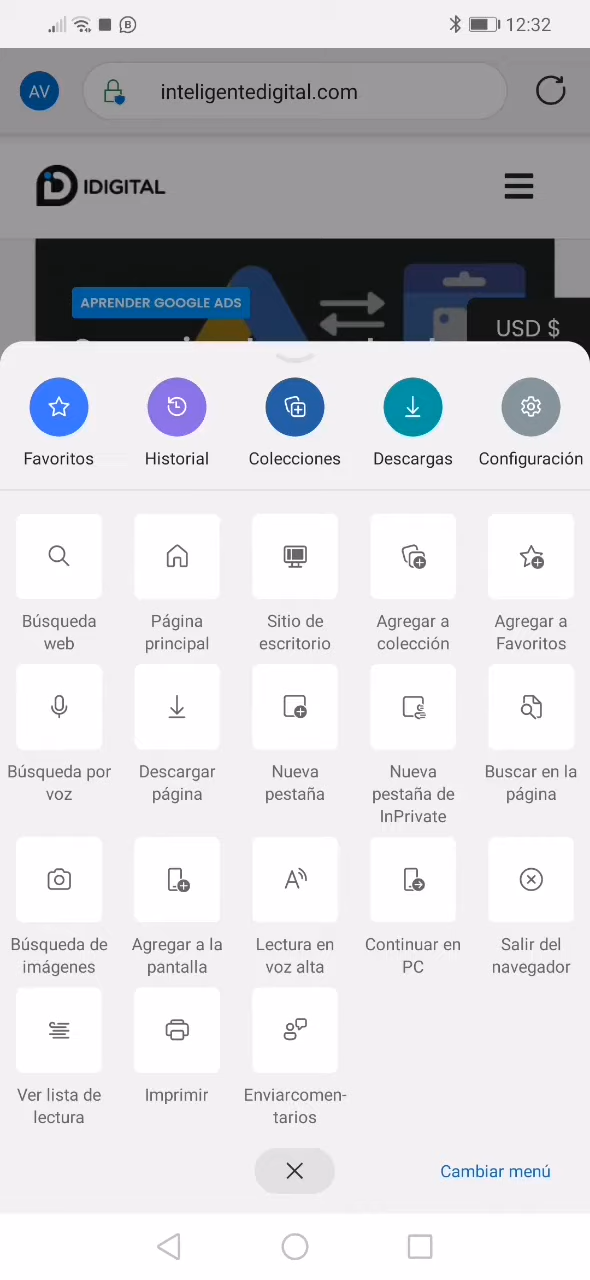 12:32
AV
inteligentedigital.com
IDIGITAL
APRENDER GOOGLE ADS
USD $
Favoritos
Historial
Colecciones
Descargas
Configuración
Búsqueda
web
Página
principal
Sitio de
escritorio
Agregar a
colección
Agregar a
Favoritos
Búsqueda por
voz
Descargar
página
Nueva
pestaña
Nueva
pestaña de
InPrivate
Buscar en la
página
Búsqueda de
imágenes
Agregar a la
pantalla
Lectura en
voz alta
Continuar en
PC
Salir del
navegador
Ver lista de
lectura
Imprimir
Enviarcomen-
tarios
Cambiar menú